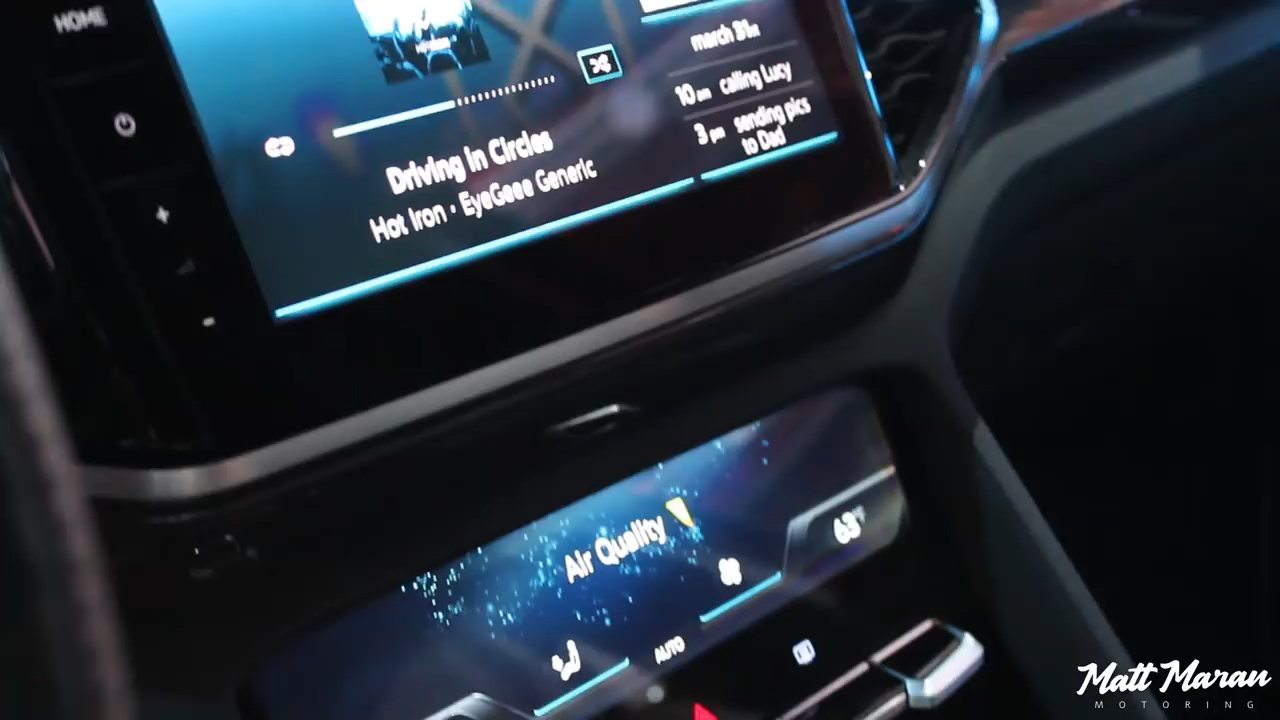 HOME
march 31st
10 am calling Lucy
3 pm sending pics
to Dad
Driving in Circles
Hot Iron · EyeGeee Generic
Air Quality
63°F
AUTO
Matt Maran
MOTORING